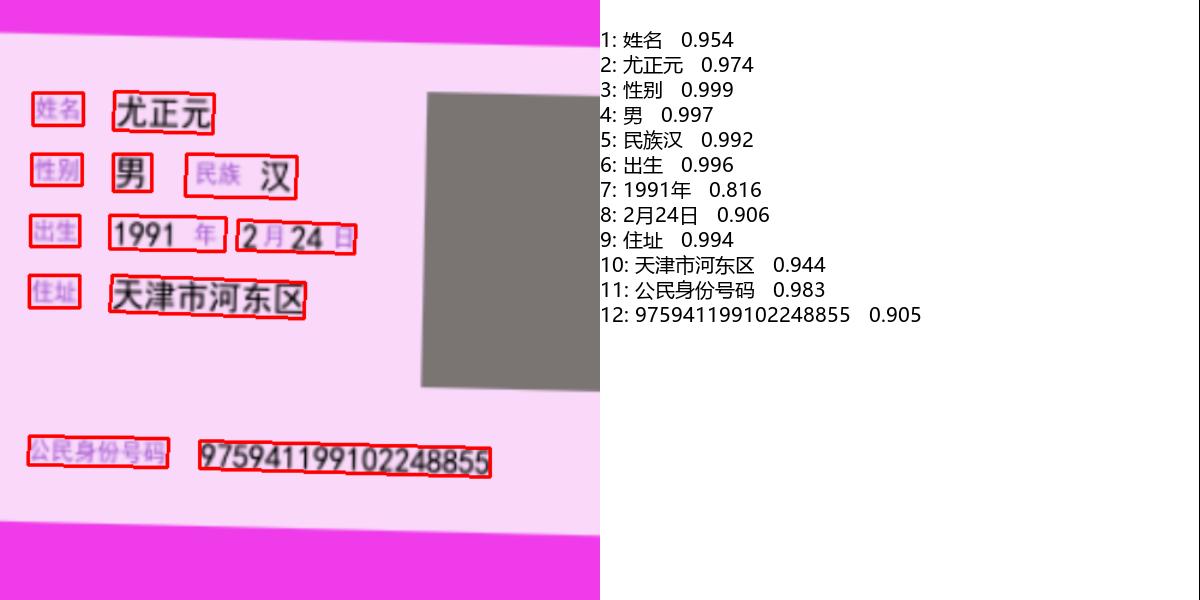 姓名 尤正元
性别 男 民族 汉
出生 1991 年 2 月 24 日
住址 天津市河东区
公民身份号码 975941199102248855
1: 姓名 0.954
2: 尤正元 0.974
3: 性别 0.999
4: 男 0.997
5: 民族汉 0.992
6: 出生 0.996
7: 1991年 0.816
8: 2月24日 0.906
9: 住址 0.994
10: 天津市河东区 0.944
11: 公民身份号码 0.983
12: 975941199102248855 0.905